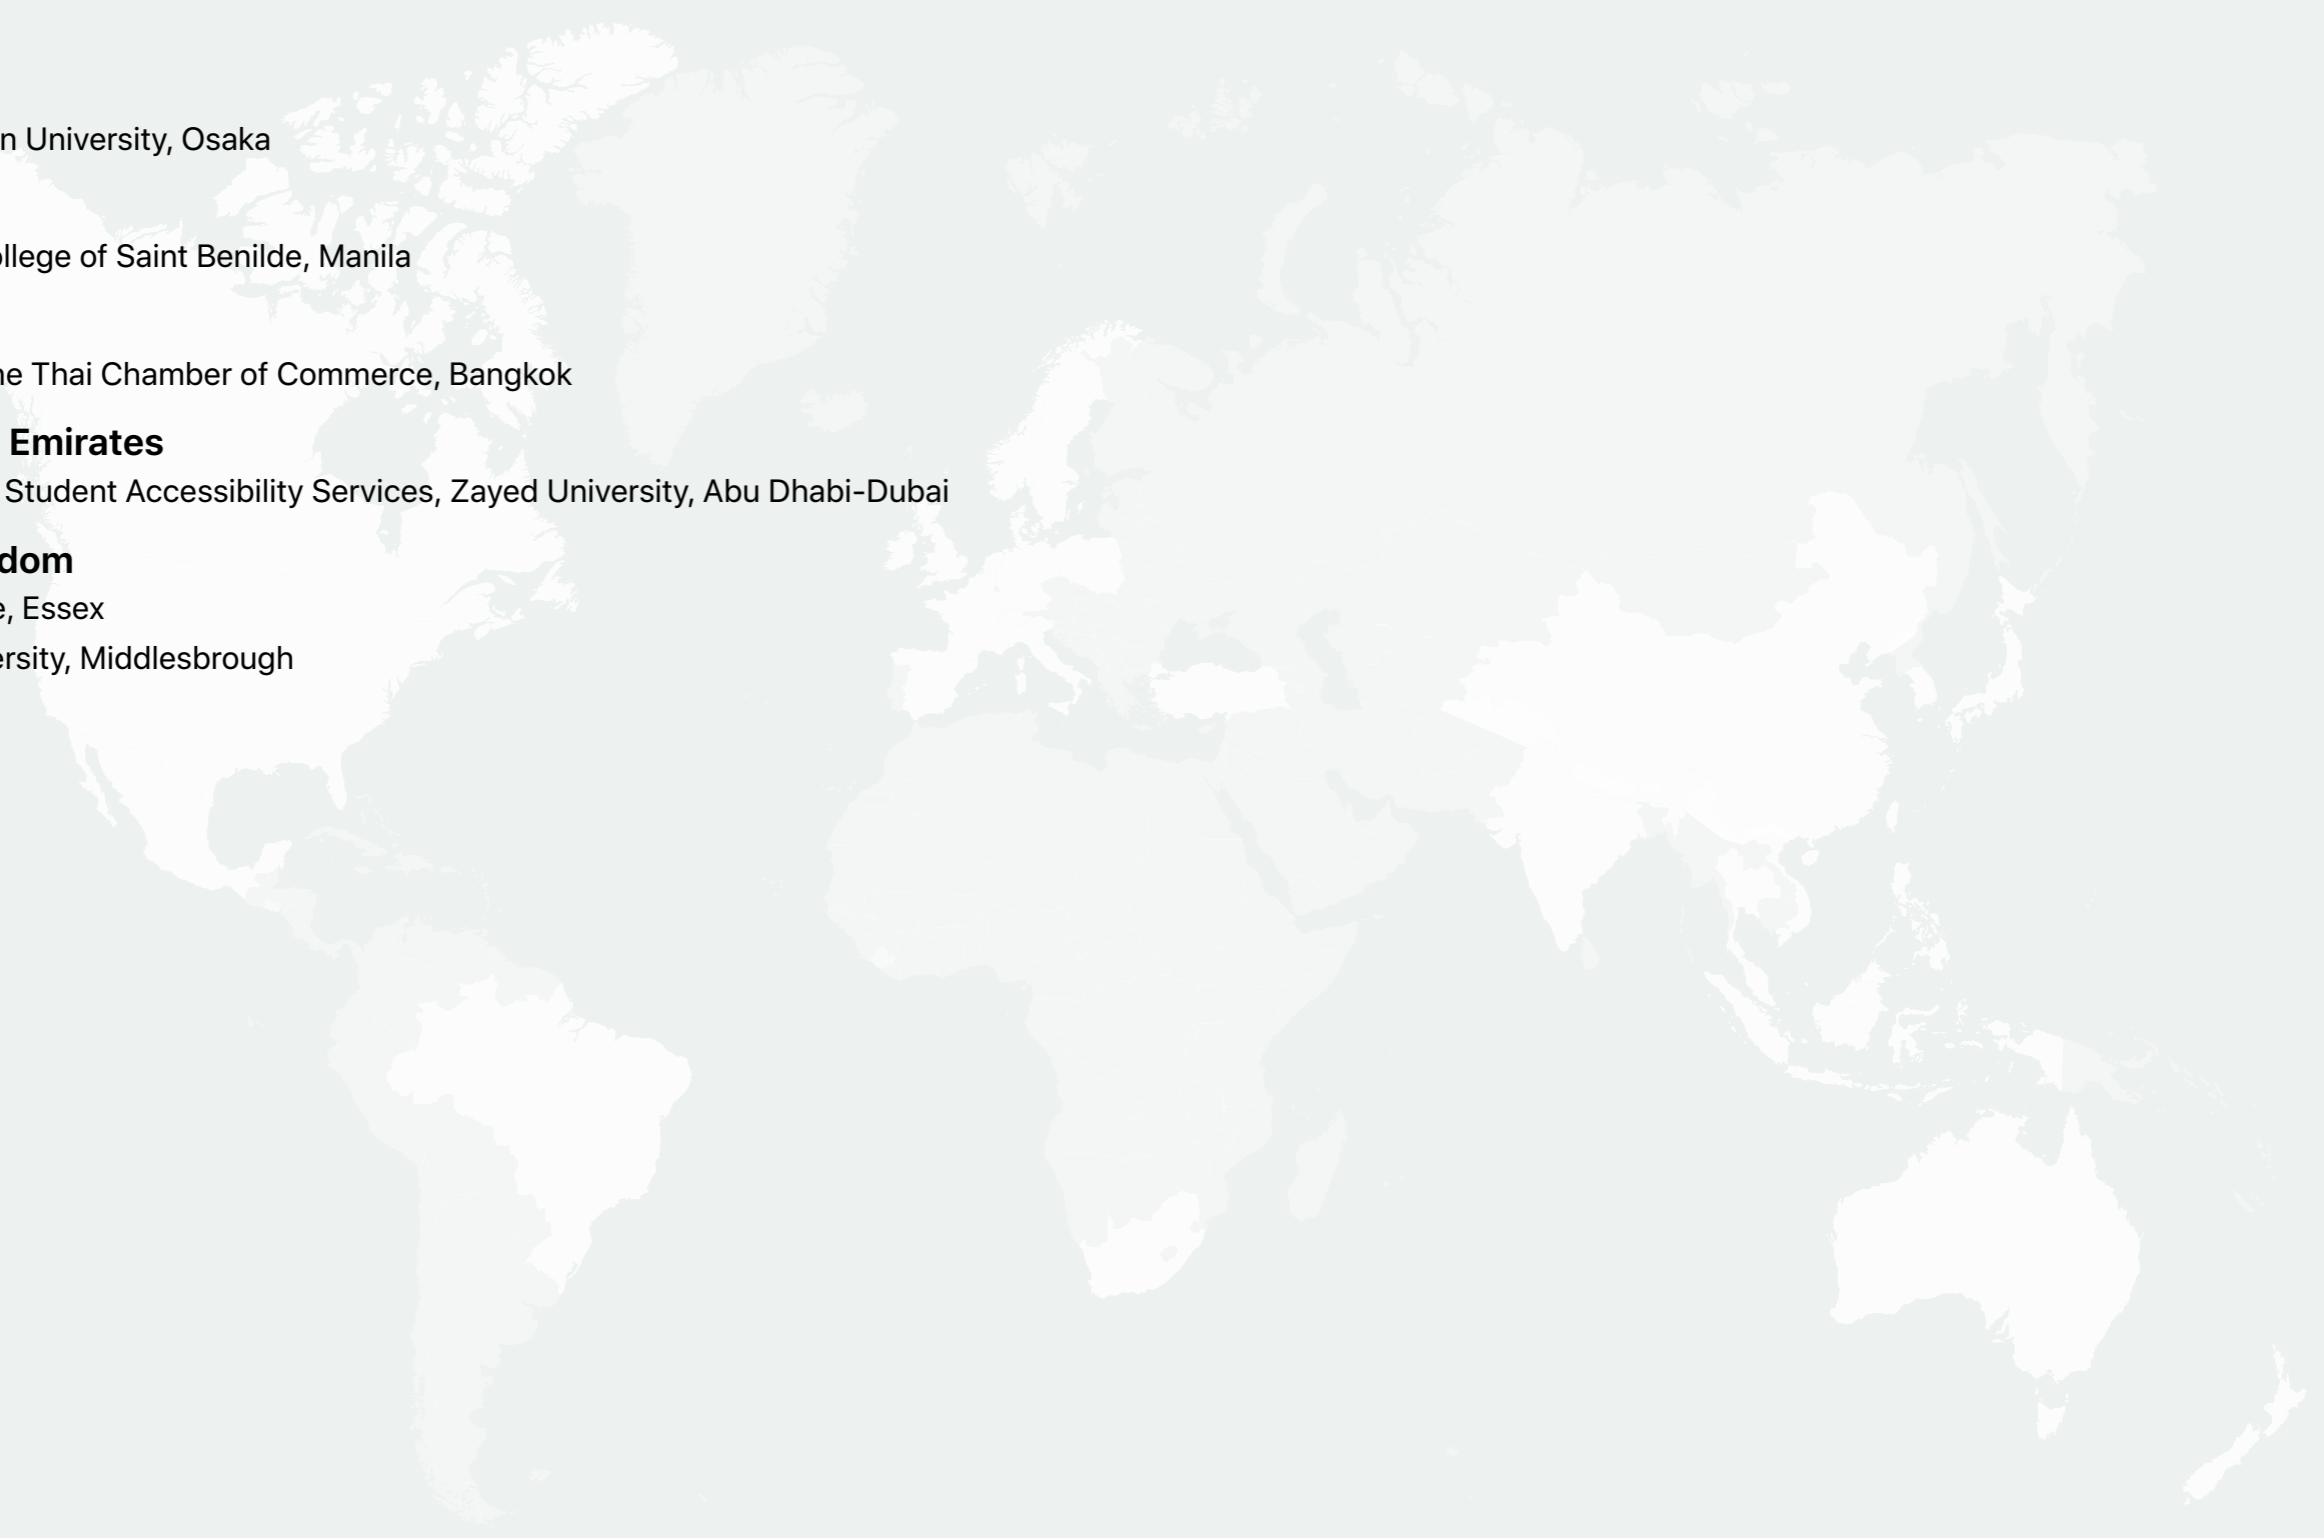 n University, Osaka
ollege of Saint Benilde, Manila
he Thai Chamber of Commerce, Bangkok
Emirates
Student Accessibility Services, Zayed University, Abu Dhabi-Dubai
dom
e, Essex
ersity, Middlesbrough